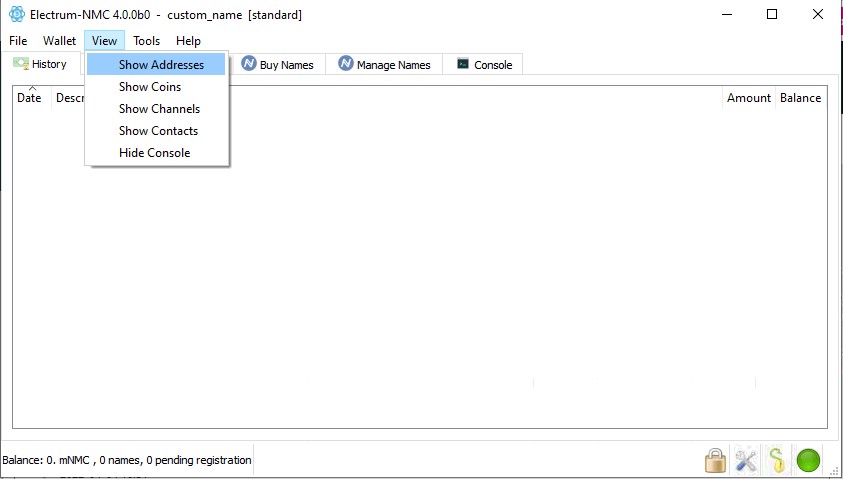 Electrum-NMC 4.0.0b0 - custom_name [standard]
File Wallet View Tools Help
History Buy Names Manage Names Console
Show Addresses
Show Coins
Show Channels
Show Contacts
Hide Console
Date Descr Amount Balance
Balance: 0. mNMC , 0 names, 0 pending registration